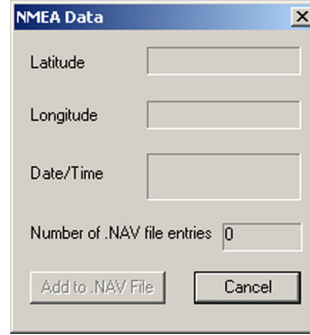 NMEA Data
Latitude
Longitude
Date/Time
Number of .NAV file entries 0
Add to .NAV File Cancel